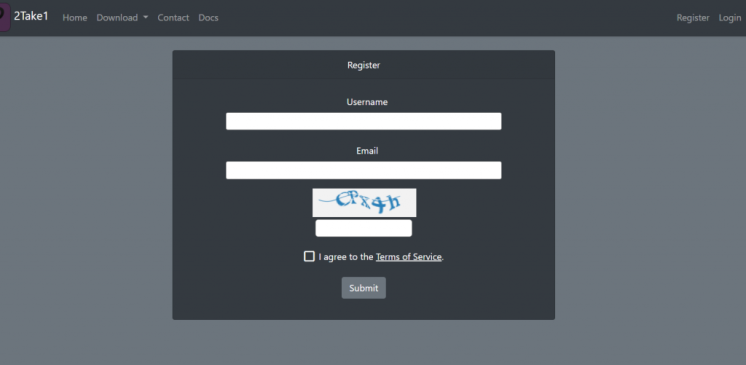 2Take1 Home Download Contact Docs Register Login
Register
Username
Email
CPX4h
I agree to the Terms of Service.
Submit